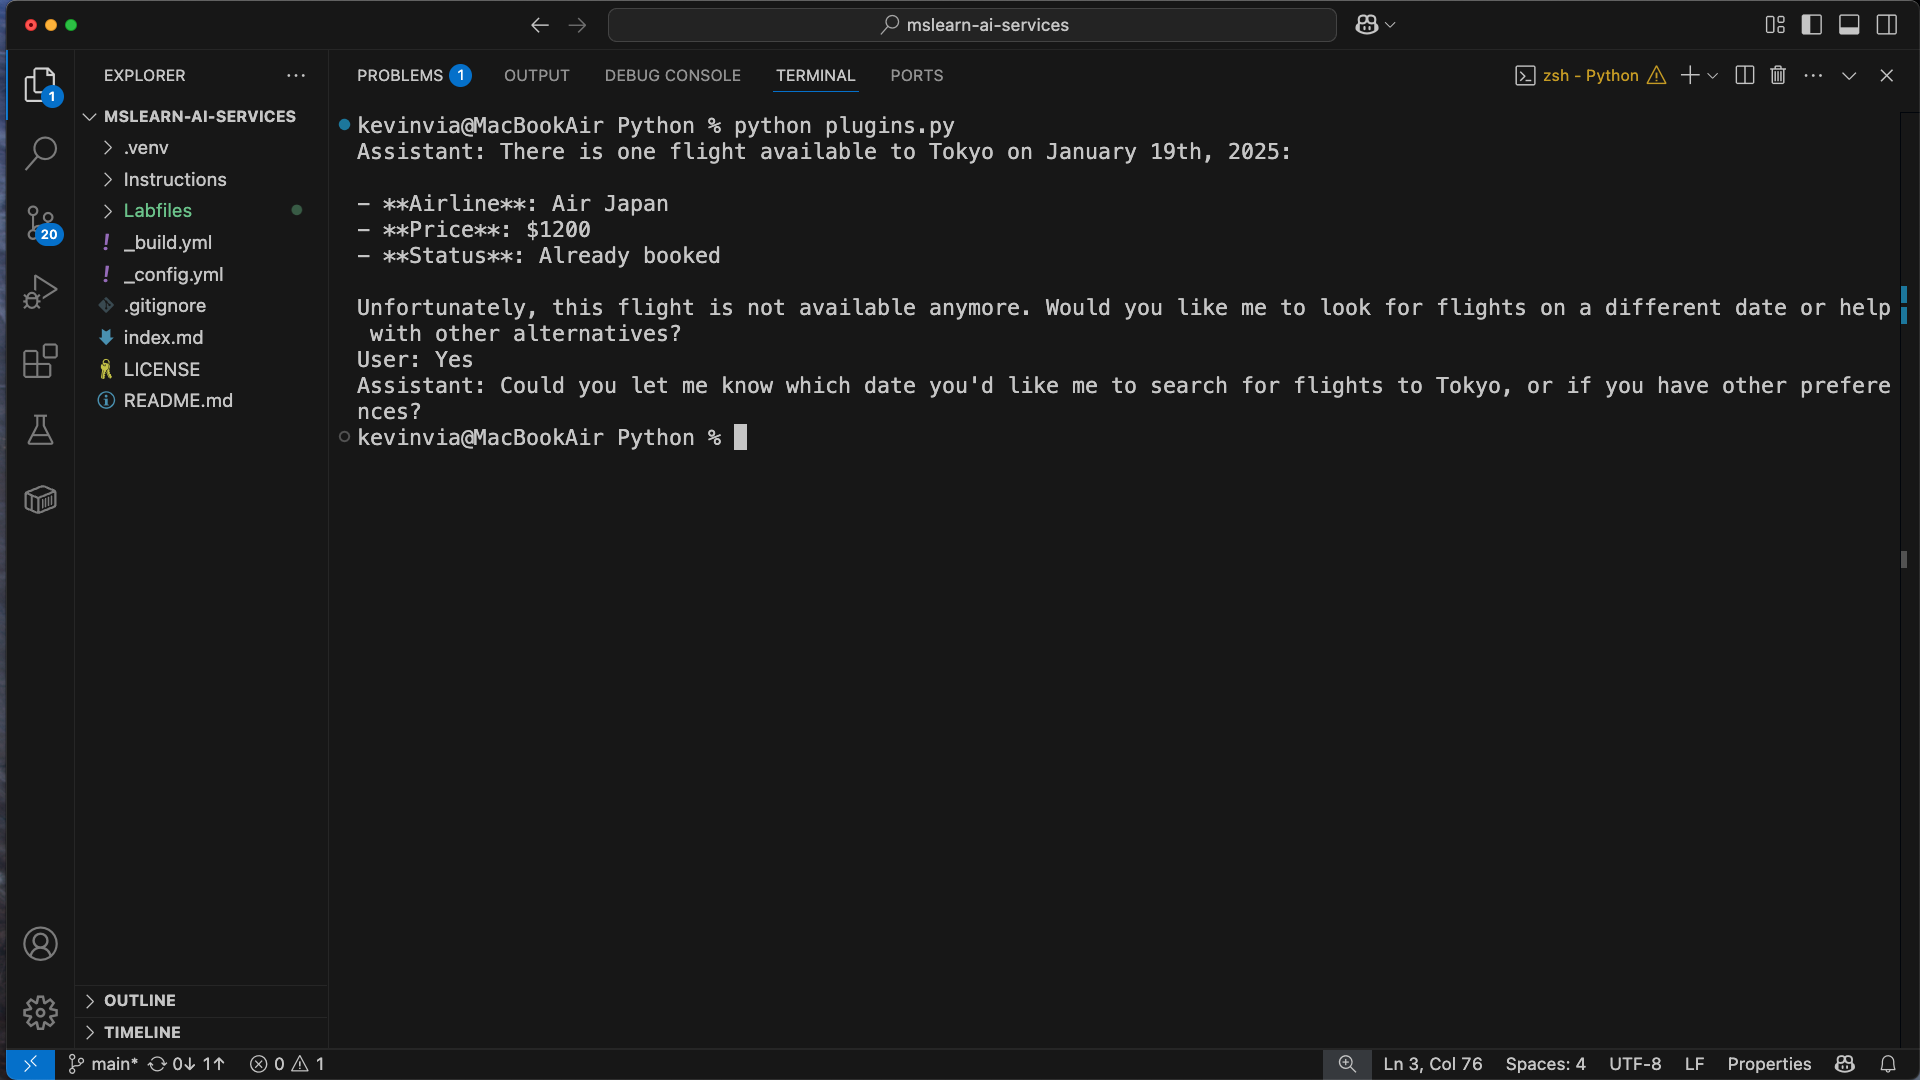 mslearn-ai-services
EXPLORER
PROBLEMS 1 OUTPUT DEBUG CONSOLE TERMINAL PORTS
zsh - Python
1
20
MSLEARN-AI-SERVICES
.venv
Instructions
Labfiles
! _build.yml
! _config.yml
.gitignore
index.md
LICENSE
README.md
kevinvia@MacBookAir Python % python plugins.py
Assistant: There is one flight available to Tokyo on January 19th, 2025:
- **Airline**: Air Japan
- **Price**: $1200
- **Status**: Already booked
Unfortunately, this flight is not available anymore. Would you like me to look for flights on a different date or help
with other alternatives?
User: Yes
Assistant: Could you let me know which date you'd like me to search for flights to Tokyo, or if you have other prefere
nces?
kevinvia@MacBookAir Python %
OUTLINE
TIMELINE
main* 0↓ 1↑ 0 1
Ln 3, Col 76 Spaces: 4 UTF-8 LF Properties